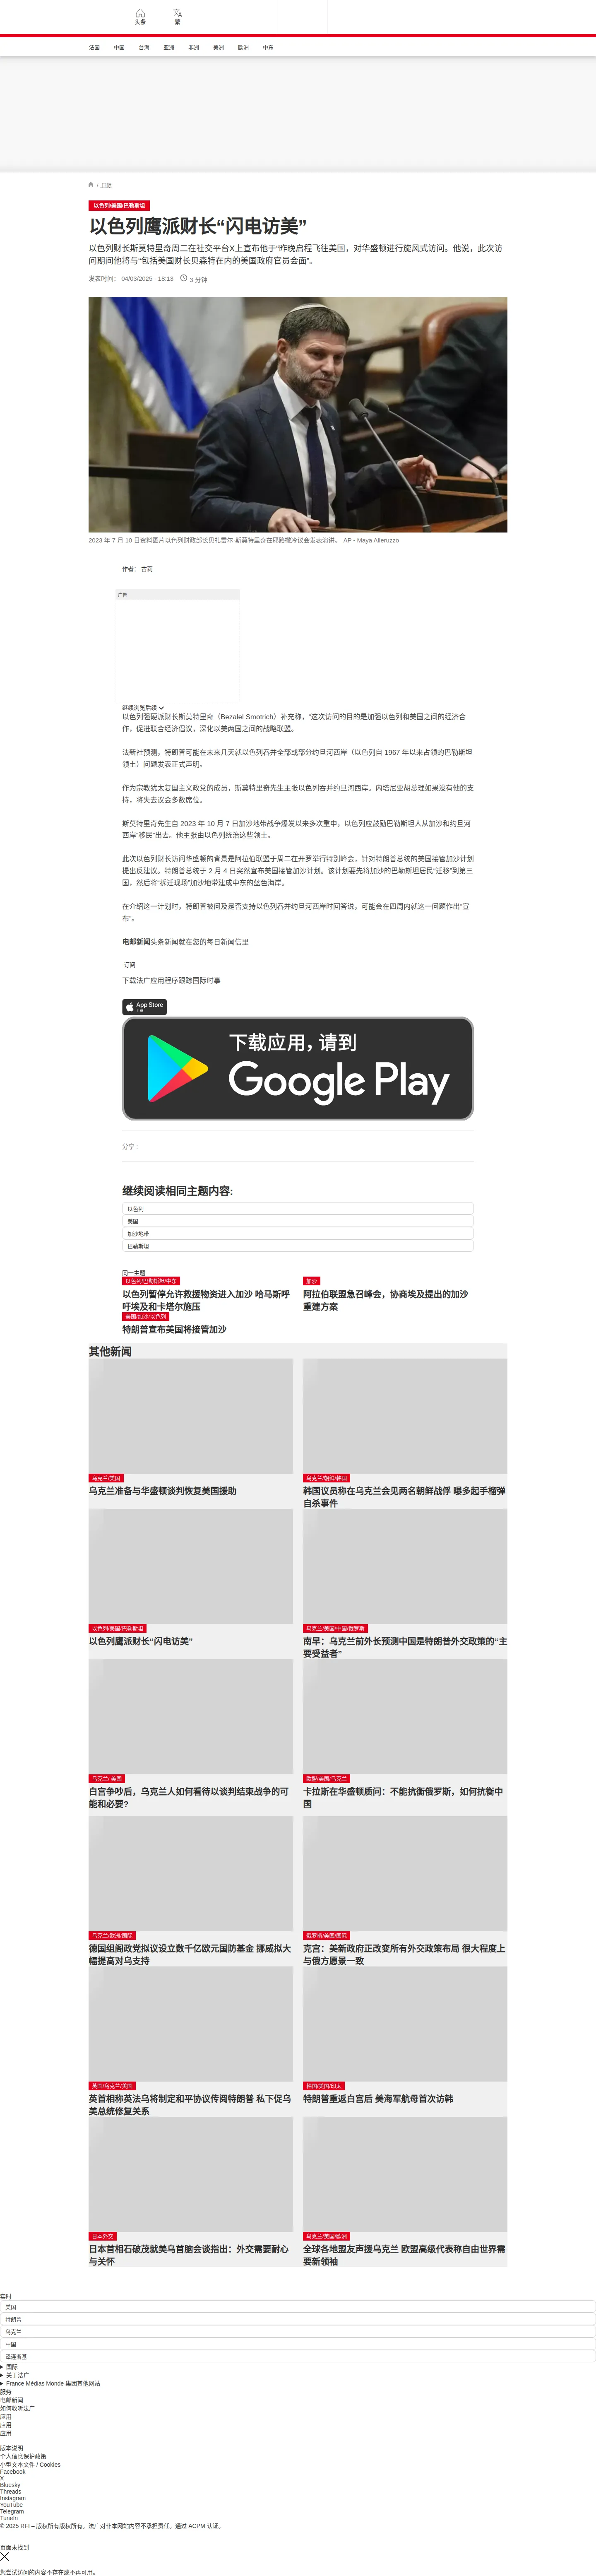 头条
繁
法国
中国
台海
亚洲
非洲
美洲
欧洲
中东
/ 国际
以色列/美国/巴勒斯坦
以色列鹰派财长“闪电访美”
以色列财长斯莫特里奇周二在社交平台X上宣布他于“昨晚启程飞往美国，对华盛顿进行旋风式访问。他说，此次访
问期间他将与“包括美国财长贝森特在内的美国政府官员会面”。
发表时间： 04/03/2025 - 18:13
3 分钟
2023 年 7 月 10 日资料图片以色列财政部长贝扎雷尔·斯莫特里奇在耶路撒冷议会发表演讲。 AP - Maya Alleruzzo
作者： 古莉
广告
继续浏览后续
以色列强硬派财长斯莫特里奇（Bezalel Smotrich）补充称，“这次访问的目的是加强以色列和美国之间的经济合
作，促进联合经济倡议，深化以美两国之间的战略联盟。
法新社预测，特朗普可能在未来几天就以色列吞并全部或部分约旦河西岸（以色列自 1967 年以来占领的巴勒斯坦
领土）问题发表正式声明。
作为宗教犹太复国主义政党的成员，斯莫特里奇先生主张以色列吞并约旦河西岸。内塔尼亚胡总理如果没有他的支
持，将失去议会多数席位。
斯莫特里奇先生自 2023 年 10 月 7 日加沙地带战争爆发以来多次重申，以色列应鼓励巴勒斯坦人从加沙和约旦河
西岸“移民”出去。他主张由以色列统治这些领土。
此次以色列财长访问华盛顿的背景是阿拉伯联盟于周二在开罗举行特别峰会，针对特朗普总统的美国接管加沙计划
提出反建议。特朗普总统于 2 月 4 日突然宣布美国接管加沙计划。该计划要先将加沙的巴勒斯坦居民“迁移”到第三
国，然后将“拆迁现场”加沙地带建成中东的蓝色海岸。
在介绍这一计划时，特朗普被问及是否支持以色列吞并约旦河西岸时回答说，可能会在四周内就这一问题作出“宣
布”。
电邮新闻头条新闻就在您的每日新闻信里
订阅
下载法广应用程序跟踪国际时事
App Store
下载
下载应用，请到
Google Play
分享 :
继续阅读相同主题内容:
以色列
美国
加沙地带
巴勒斯坦
同一主题
以色列/巴勒斯坦/中东
以色列暂停允许救援物资进入加沙 哈马斯呼
吁埃及和卡塔尔施压
加沙
阿拉伯联盟急召峰会，协商埃及提出的加沙
重建方案
美国/加沙/以色列
特朗普宣布美国将接管加沙
其他新闻
乌克兰/美国
乌克兰准备与华盛顿谈判恢复美国援助
乌克兰/朝鲜/韩国
韩国议员称在乌克兰会见两名朝鲜战俘 曝多起手榴弹
自杀事件
以色列/美国/巴勒斯坦
以色列鹰派财长“闪电访美”
乌克兰/美国/中国/俄罗斯
南早：乌克兰前外长预测中国是特朗普外交政策的“主
要受益者”
乌克兰/ 美国
白宫争吵后，乌克兰人如何看待以谈判结束战争的可
能和必要?
欧盟/美国/乌克兰
卡拉斯在华盛顿质问：不能抗衡俄罗斯，如何抗衡中
国
乌克兰/欧洲/国际
德国组阁政党拟议设立数千亿欧元国防基金 挪威拟大
幅提高对乌支持
俄罗斯/美国/国际
克宫：美新政府正改变所有外交政策布局 很大程度上
与俄方愿景一致
英国/乌克兰/美国
英首相称英法乌将制定和平协议传阅特朗普 私下促乌
美总统修复关系
韩国/美国/印太
特朗普重返白宫后 美海军航母首次访韩
日本外交
日本首相石破茂就美乌首脑会谈指出：外交需要耐心
与关怀
乌克兰/美国/欧洲
全球各地盟友声援乌克兰 欧盟高级代表称自由世界需
要新领袖
实时
美国
特朗普
乌克兰
中国
泽连斯基
国际
关于法广
France Médias Monde 集团其他网站
服务
电邮新闻
如何收听法广
应用
应用
应用
版本说明
个人信息保护政策
小型文本文件 / Cookies
Facebook
X
Bluesky
Threads
Instagram
YouTube
Telegram
TuneIn
© 2025 RFI – 版权所有版权所有。法广对非本网站内容不承担责任。通过 ACPM 认证。
页面未找到
您尝试访问的内容不存在或不再可用。